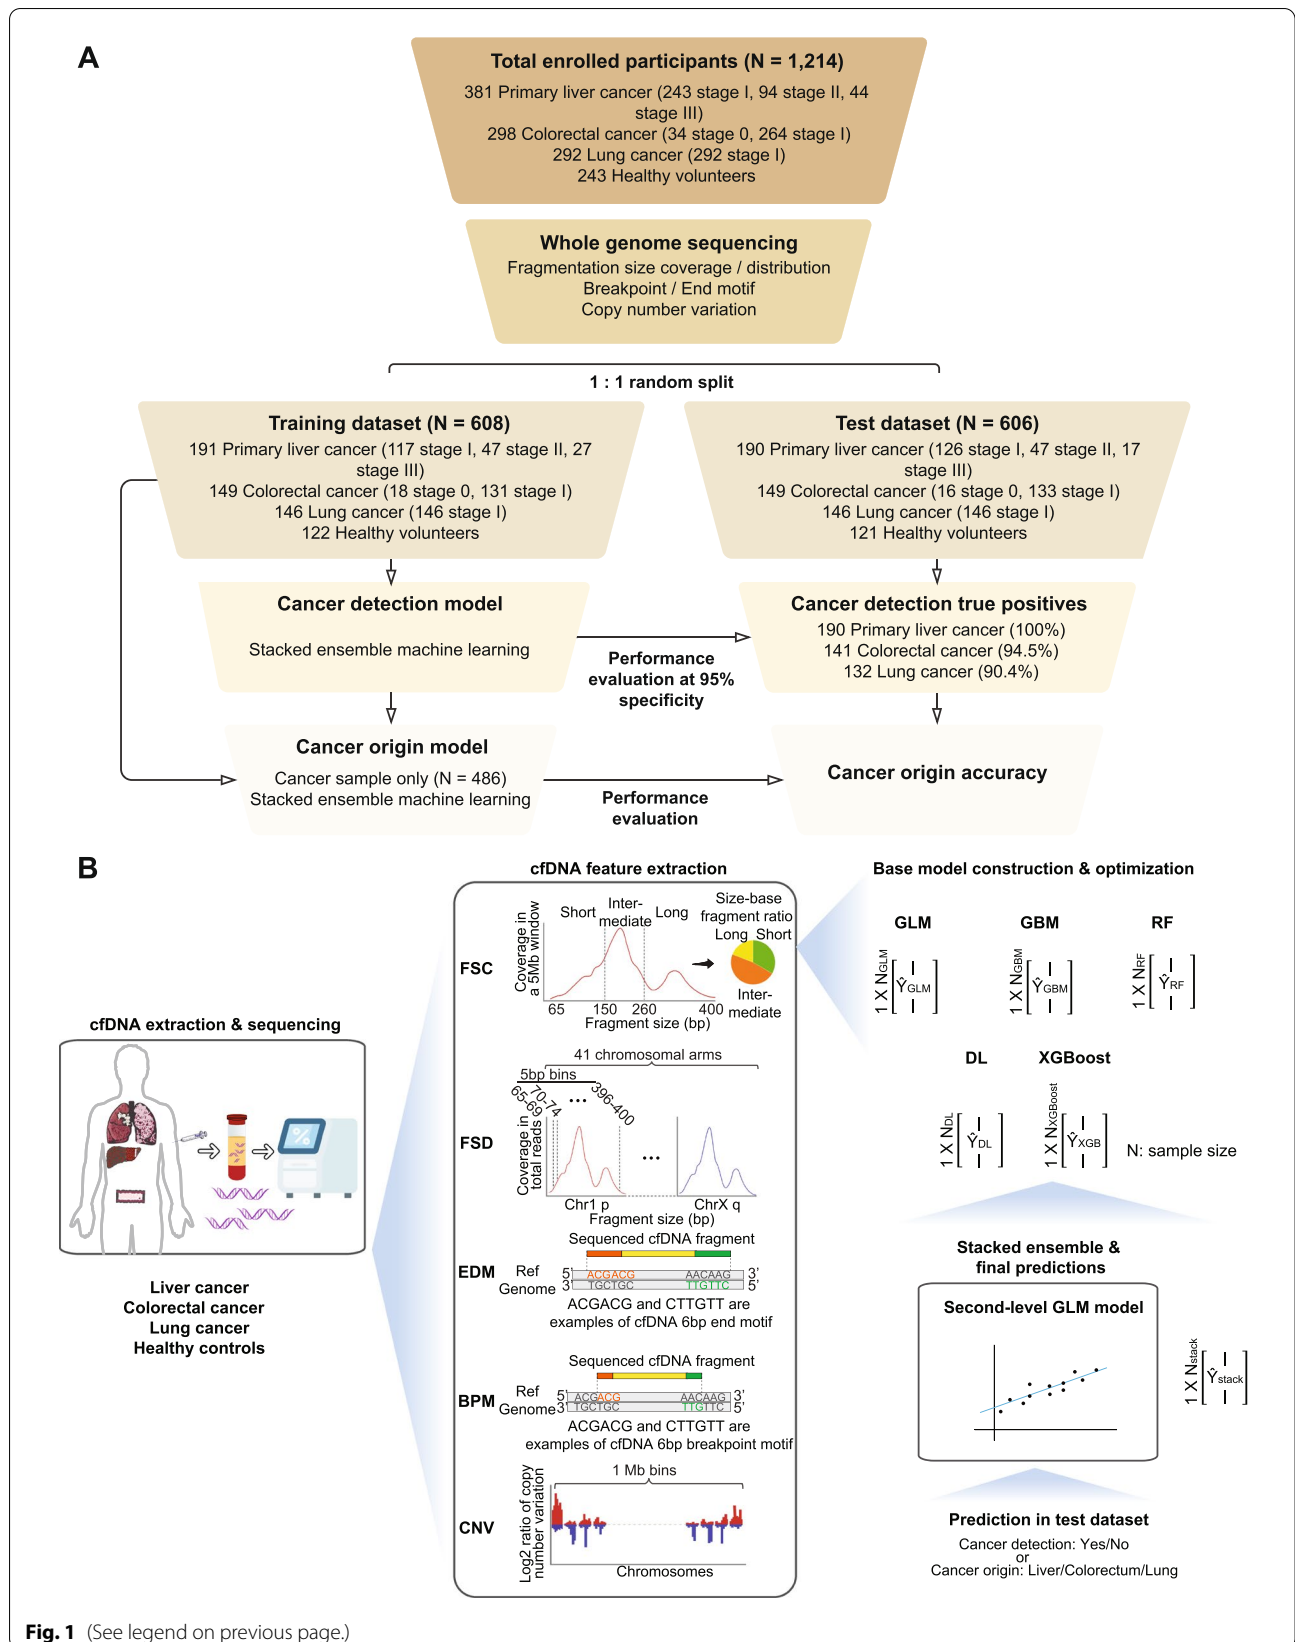 A
Total enrolled participants (N = 1,214)
381 Primary liver cancer (243 stage I, 94 stage II, 44
stage III)
298 Colorectal cancer (34 stage 0, 264 stage I)
292 Lung cancer (292 stage I)
243 Healthy volunteers
Whole genome sequencing
Fragmentation size coverage / distribution
Breakpoint / End motif
Copy number variation
1 : 1 random split
Training dataset (N = 608)
191 Primary liver cancer (117 stage I, 47 stage II, 27
stage III)
149 Colorectal cancer (18 stage 0, 131 stage I)
146 Lung cancer (146 stage I)
122 Healthy volunteers
Test dataset (N = 606)
190 Primary liver cancer (126 stage I, 47 stage II, 17
stage III)
149 Colorectal cancer (16 stage 0, 133 stage I)
146 Lung cancer (146 stage I)
121 Healthy volunteers
Cancer detection model
Stacked ensemble machine learning
Performance
evaluation at 95%
specificity
Cancer detection true positives
190 Primary liver cancer (100%)
141 Colorectal cancer (94.5%)
132 Lung cancer (90.4%)
Cancer origin model
Cancer sample only (N = 486)
Stacked ensemble machine learning
Performance
evaluation
Cancer origin accuracy
B
cfDNA extraction & sequencing
Liver cancer
Colorectal cancer
Lung cancer
Healthy controls
cfDNA feature extraction
FSC
Coverage in
a 5Mb window
Short
Inter-
mediate
Long
65 150 260 400
Fragment size (bp)
Size-base
fragment ratio
Long Short
Inter-
mediate
41 chromosomal arms
5bp bins
65-69
70-74
...
396-400
FSD
Coverage in
total reads
...
Chr1 p
ChrX q
Fragment size (bp)
Sequenced cfDNA fragment
EDM
Ref
Genome
5' ACGACG AACAAG 3'
3' TGCTGC TTGTTC 5'
ACGACG and CTTGTT are
examples of cfDNA 6bp end motif
Sequenced cfDNA fragment
BPM
Ref
Genome
5' ACGACG AACAAG 3'
3' TGCTGC TTGTTC 5'
ACGACG and CTTGTT are
examples of cfDNA 6bp breakpoint motif
CNV
Log2 ratio of copy
number variation
1 Mb bins
Chromosomes
Base model construction & optimization
GLM
1 X NGLM
ŶGLM
GBM
1 X NGBM
ŶGBM
RF
1 X NRF
ŶRF
DL
1 X NDL
ŶDL
XGBoost
1 X NXGBoost
ŶXGB
N: sample size
Stacked ensemble &
final predictions
Second-level GLM model
1 X Nstack
Ŷstack
Prediction in test dataset
Cancer detection: Yes/No
or
Cancer origin: Liver/Colorectum/Lung
Fig. 1 (See legend on previous page.)